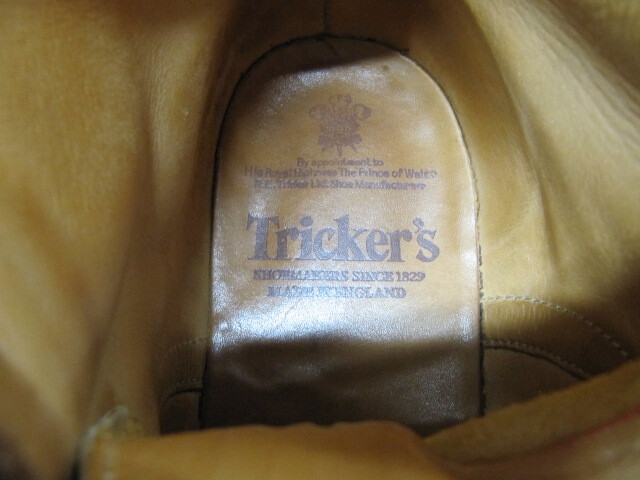 By appointment to
His Royal Highness The Prince of Wales
R.E. Tricker Ltd. Shoe Manufacturers
Tricker's
SHOEMAKERS SINCE 1829
MADE IN ENGLAND